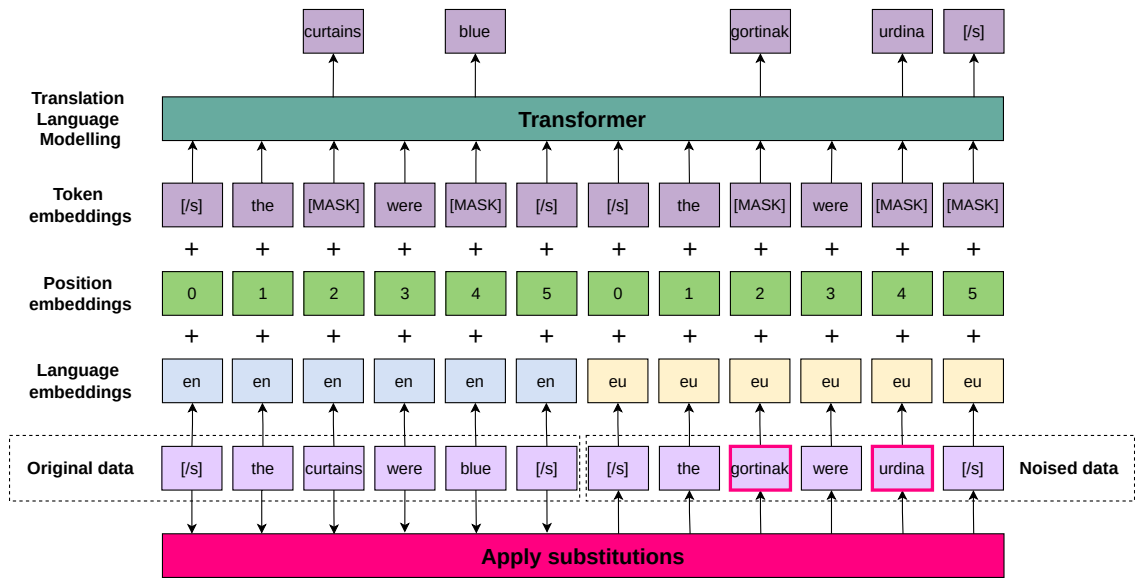 curtains blue gortinak urdina [/s]
Translation
Language
Modelling
Transformer
Token
embeddings
[/s] the [MASK] were [MASK] [/s] [/s] the [MASK] were [MASK] [MASK]
+ + + + + + + + + + + +
Position
embeddings
0 1 2 3 4 5 0 1 2 3 4 5
+ + + + + + + + + + + +
Language
embeddings
en en en en en en eu eu eu eu eu eu
Original data
[/s] the curtains were blue [/s] [/s] the gortinak were urdina [/s]
Noised data
Apply substitutions